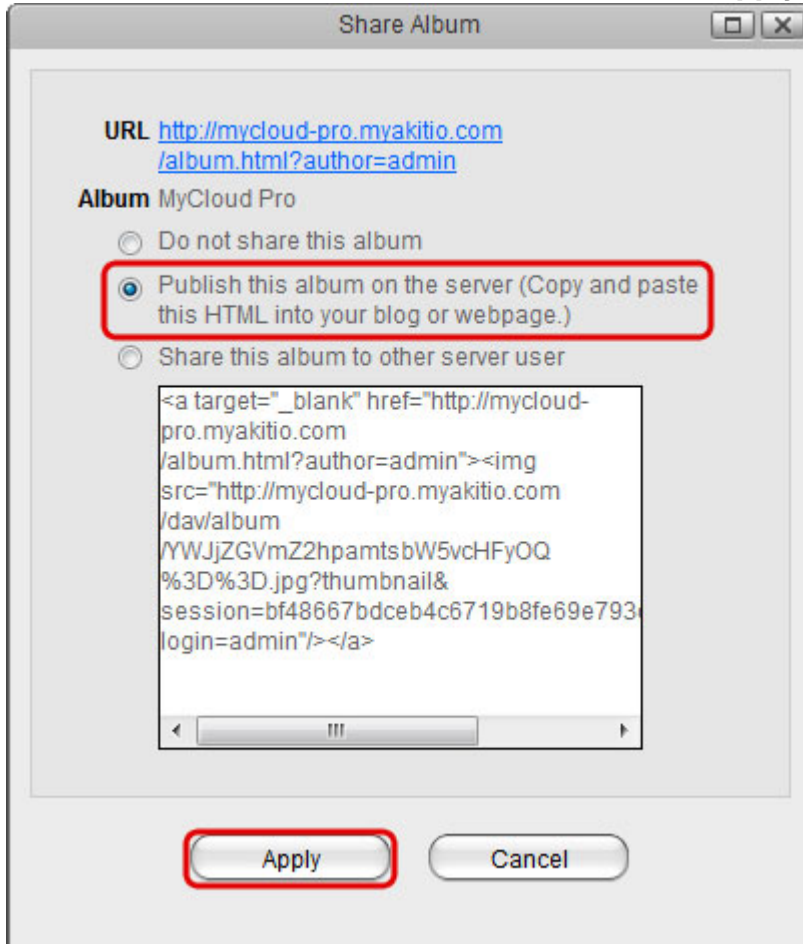 Share Album
URL http://mycloud-pro.myakitio.com
/album.html?author=admin
Album MyCloud Pro
Do not share this album
Publish this album on the server (Copy and paste
this HTML into your blog or webpage.)
Share this album to other server user
<a target="_blank" href="http://mycloud-
pro.myakitio.com
/album.html?author=admin"><img
src="http://mycloud-pro.myakitio.com
/dav/album
/YWJjZGVmZ2hpamtsbW5vcHFyOQ
%3D%3D.jpg?thumbnail&
session=bf48667bdceb4c6719b8fe69e793
login=admin"/></a>
Apply Cancel